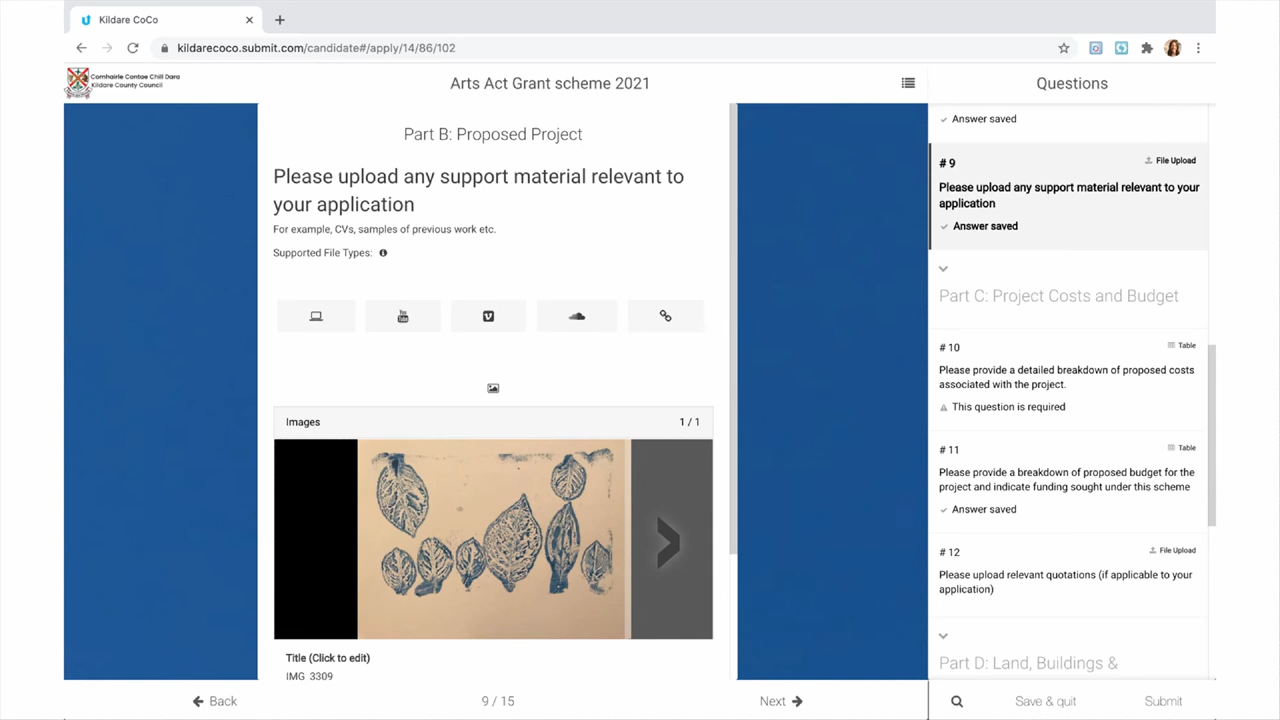 Kildare CoCo
kildarecoco.submit.com/candidate#/apply/14/86/102
Comhairle Contae Chill Dara
Kildare County Council
Arts Act Grant scheme 2021
Questions
Part B: Proposed Project
Please upload any support material relevant to
your application
For example, CVs, samples of previous work etc.
Supported File Types:
You
Tube
Images
1 / 1
Title (Click to edit)
IMG_3309
Back
9 / 15
Next
Answer saved
# 9
File Upload
Please upload any support material relevant to your
application
Answer saved
Part C: Project Costs and Budget
# 10
Table
Please provide a detailed breakdown of proposed costs
associated with the project.
This question is required
# 11
Table
Please provide a breakdown of proposed budget for the
project and indicate funding sought under this scheme
Answer saved
# 12
File Upload
Please upload relevant quotations (if applicable to your
application)
Part D: Land, Buildings &
Save & quit
Submit